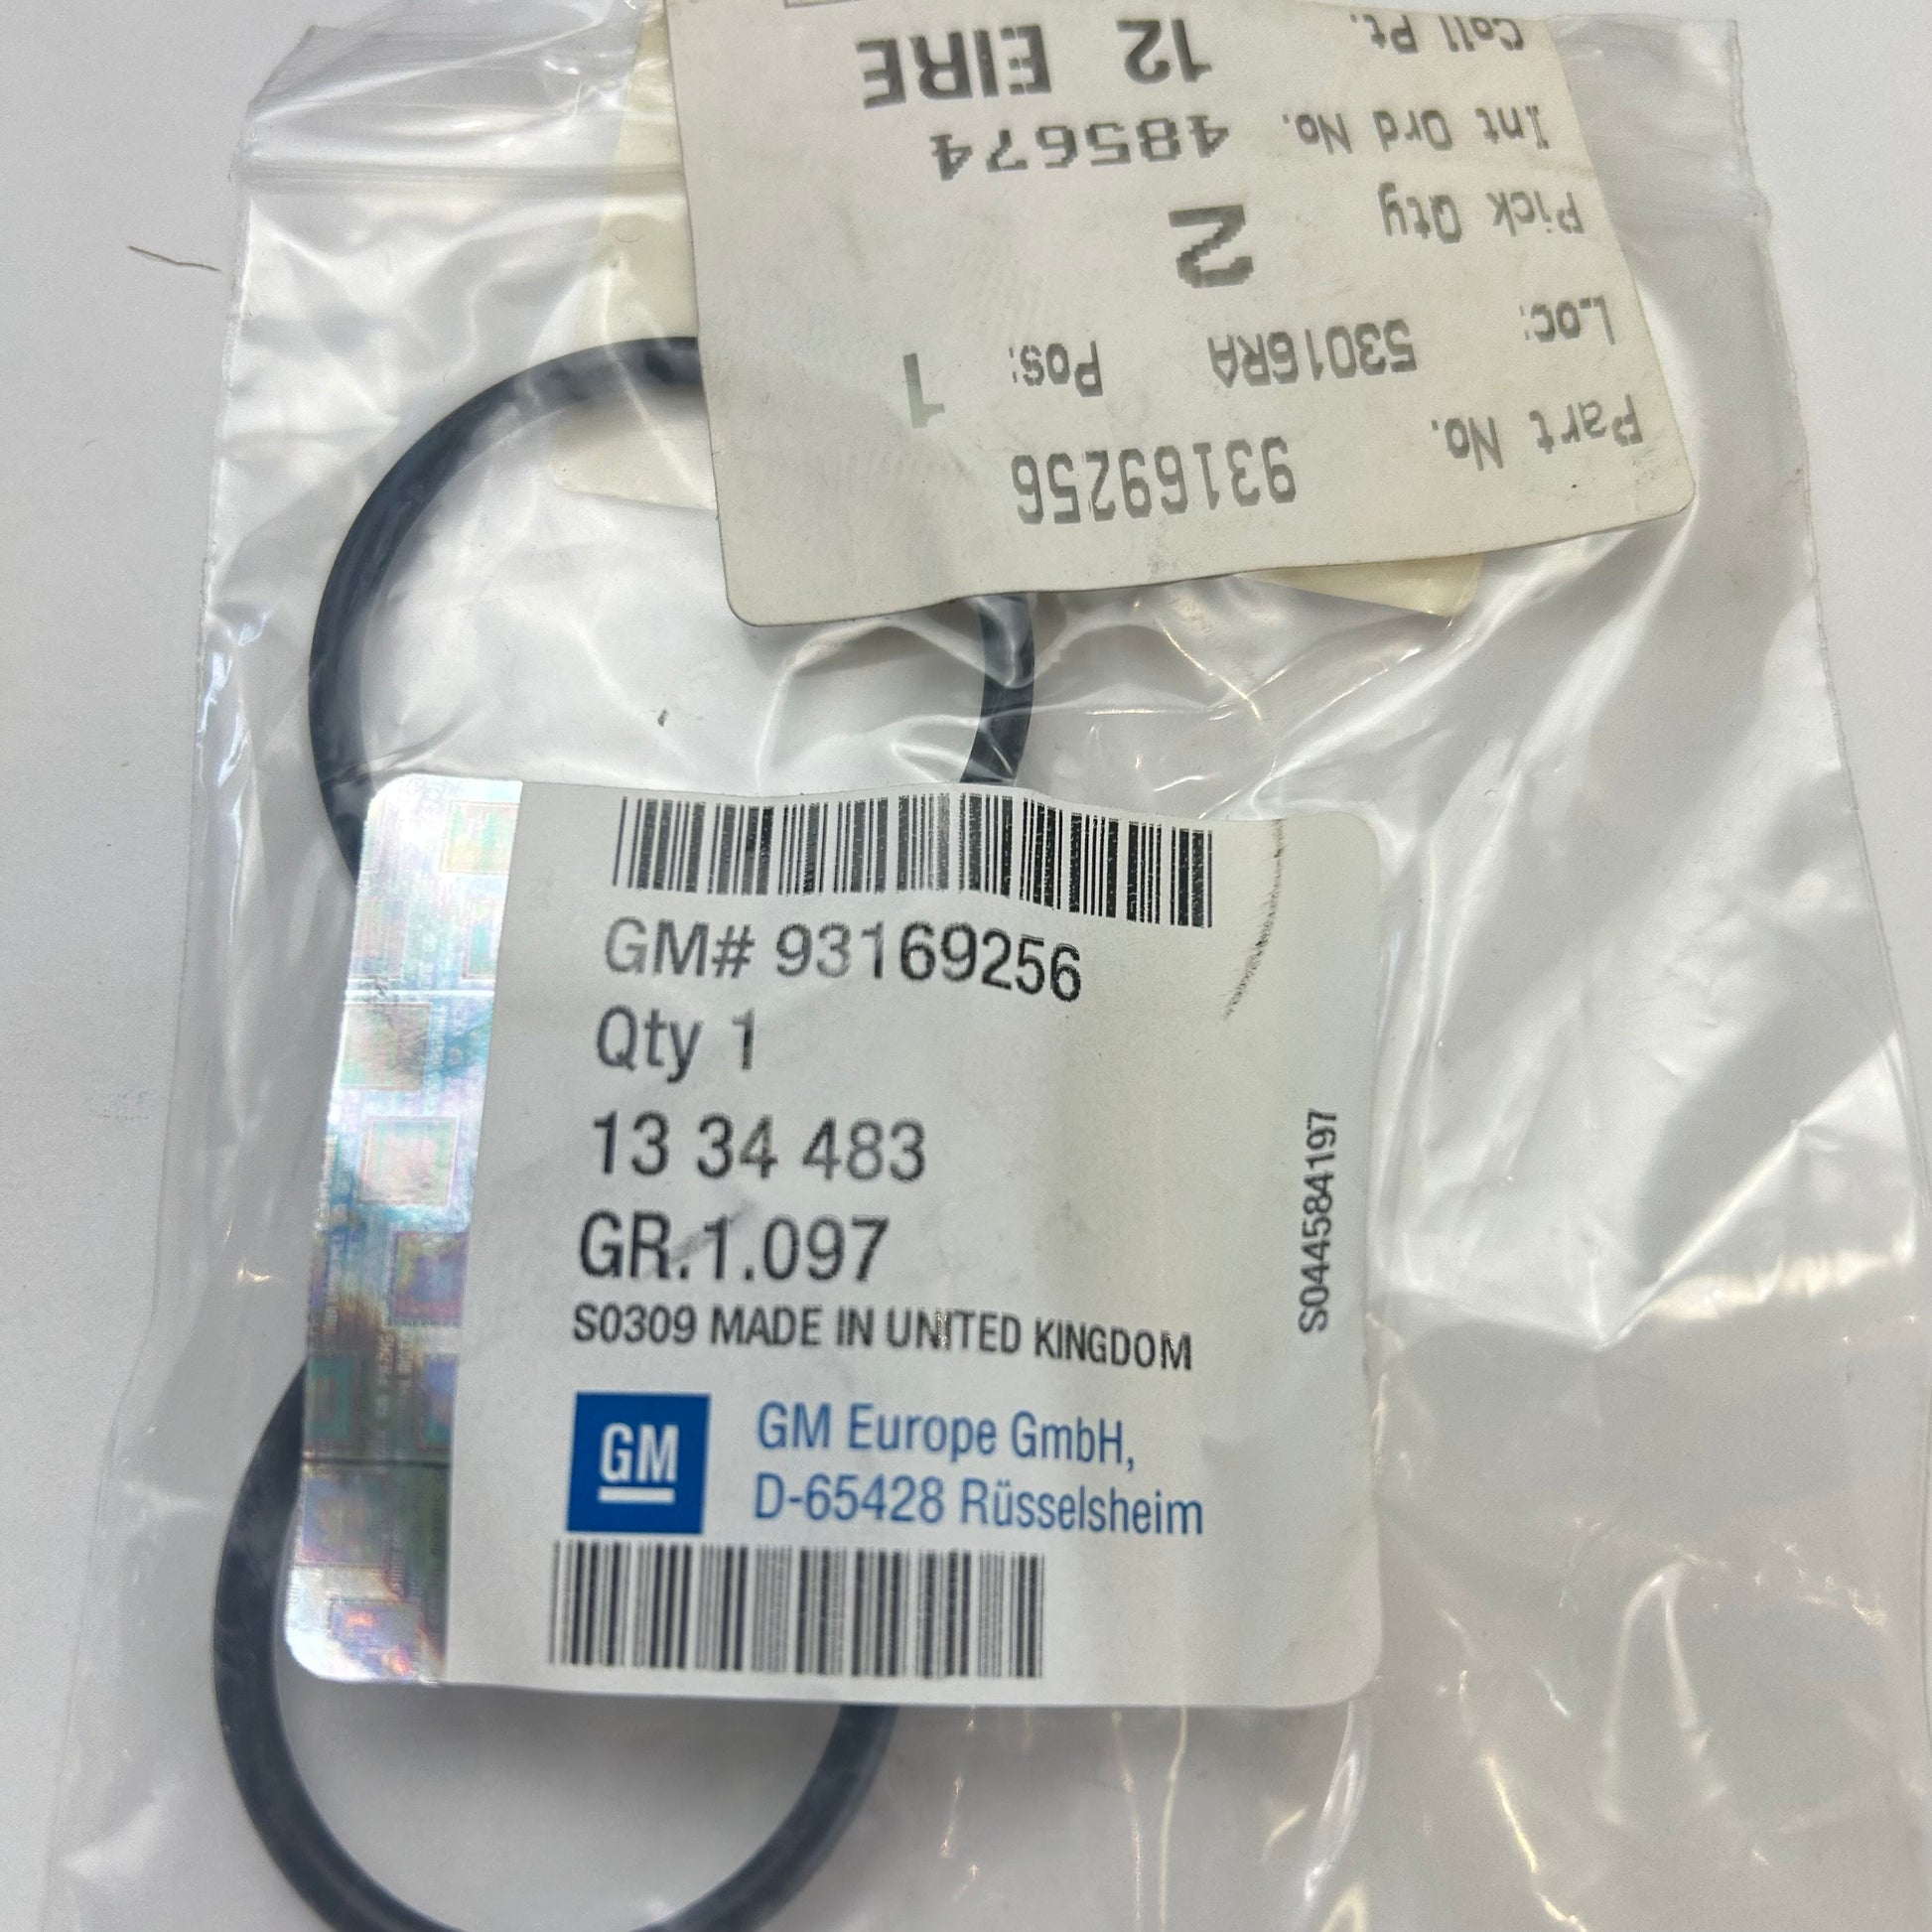 Part No. 93169256
Loc: 53016RA Pos: 1
Pick Qty 2
Int Ord No. 485674
Coll Pt. 12 EIRE
GM# 93169256
Qty 1
13 34 483
GR.1.097
S0309 MADE IN UNITED KINGDOM
GM
GM Europe GmbH,
D-65428 Rüsselsheim
S044584197